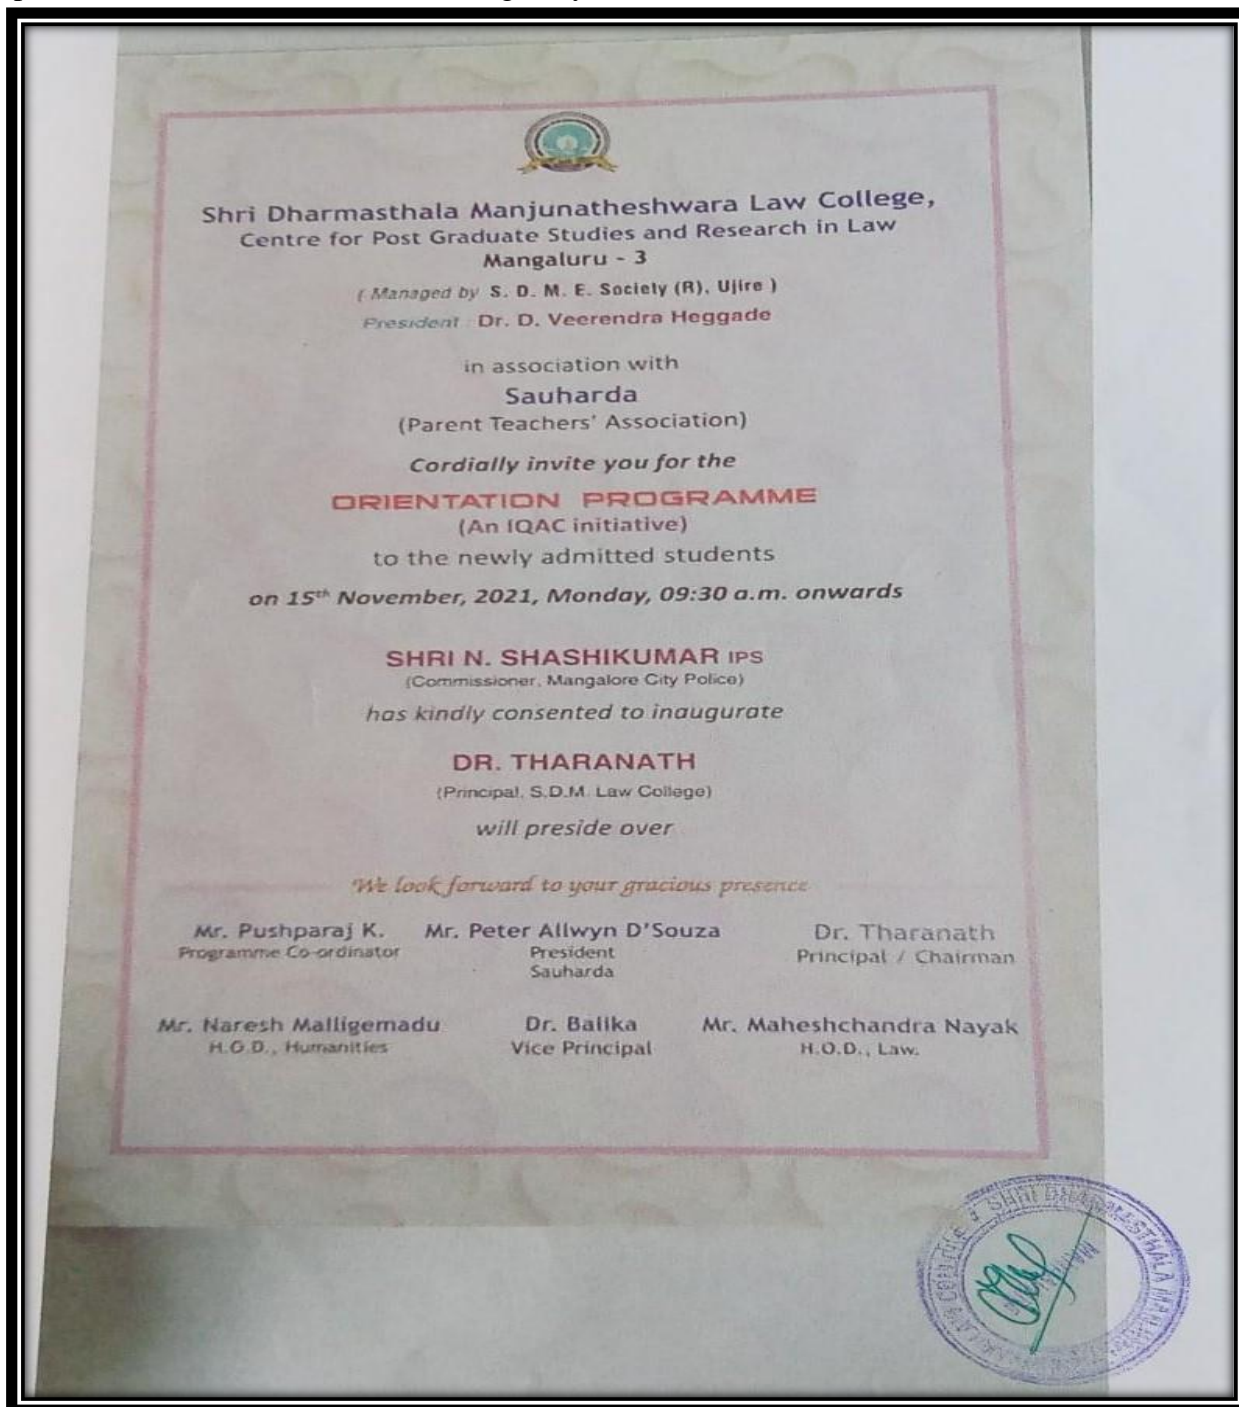 Shri Dharmasthala Manjunatheshwara Law College,
Centre for Post Graduate Studies and Research in Law
Mangaluru - 3
( Managed by S. D. M. E. Society (R), Ujire )
President : Dr. D. Veerendra Heggade
in association with
Sauharda
(Parent Teachers' Association)
Cordially invite you for the
ORIENTATION PROGRAMME
(An IQAC initiative)
to the newly admitted students
on 15th November, 2021, Monday, 09:30 a.m. onwards
SHRI N. SHASHIKUMAR IPS
(Commissioner, Mangalore City Police)
has kindly consented to inaugurate
DR. THARANATH
(Principal, S.D.M. Law College)
will preside over
We look forward to your gracious presence
Mr. Pushparaj K. Mr. Peter Allwyn D'Souza Dr. Tharanath
Programme Co-ordinator President Principal / Chairman
Sauharda
Mr. Naresh Malligemadu Dr. Balika Mr. Maheshchandra Nayak
H.O.D., Humanities Vice Principal H.O.D., Law.
SHRI DHARMASTHALA LAW COLLEGE